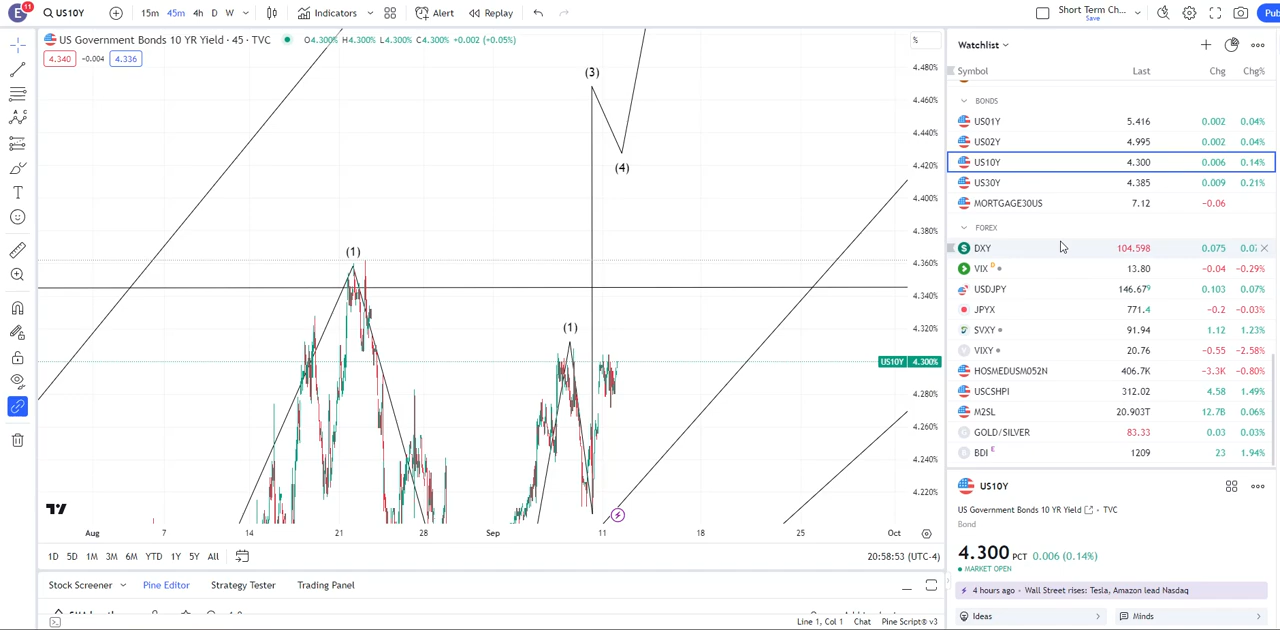 E 11 US10Y 15m 45m 4h D W Indicators Alert Replay Short Term Ch... Save Pub
US Government Bonds 10 YR Yield · 45 · TVC O4.300% H4.300% L4.300% C4.300% +0.002 (+0.05%) %
4.340 -0.004 4.336
4.480%
4.460%
4.440%
4.420%
4.400%
4.380%
4.360%
4.340%
4.320%
US10Y 4.300%
4.280%
4.260%
4.240%
4.220%
(3)
(4)
(1)
(1)
Aug 7 14 21 28 Sep 11 18 25 Oct
1D 5D 1M 3M 6M YTD 1Y 5Y All 20:58:53 (UTC-4)
Stock Screener Pine Editor Strategy Tester Trading Panel
Line 1, Col 1 Chat Pine Script® v3
Watchlist
Symbol Last Chg Chg%
BONDS
US01Y 5.416 0.002 0.04%
US02Y 4.995 0.002 0.04%
US10Y 4.300 0.006 0.14%
US30Y 4.385 0.009 0.21%
MORTGAGE30US 7.12 -0.06
FOREX
DXY 104.598 0.075 0.07
VIX D 13.80 -0.04 -0.29%
USDJPY 146.679 0.103 0.07%
JPYX 771.4 -0.2 -0.03%
SVXY 91.94 1.12 1.23%
VIXY 20.76 -0.55 -2.58%
HOSMEDUSM052N 406.7K -3.3K -0.80%
USCSHPI 312.02 4.58 1.49%
M2SL 20.903T 12.7B 0.06%
GOLD/SILVER 83.33 0.03 0.03%
BDI E 1209 23 1.94%
US10Y
US Government Bonds 10 YR Yield · TVC
Bond
4.300 PCT 0.006 (0.14%)
MARKET OPEN
4 hours ago · Wall Street rises: Tesla, Amazon lead Nasdaq
Ideas Minds